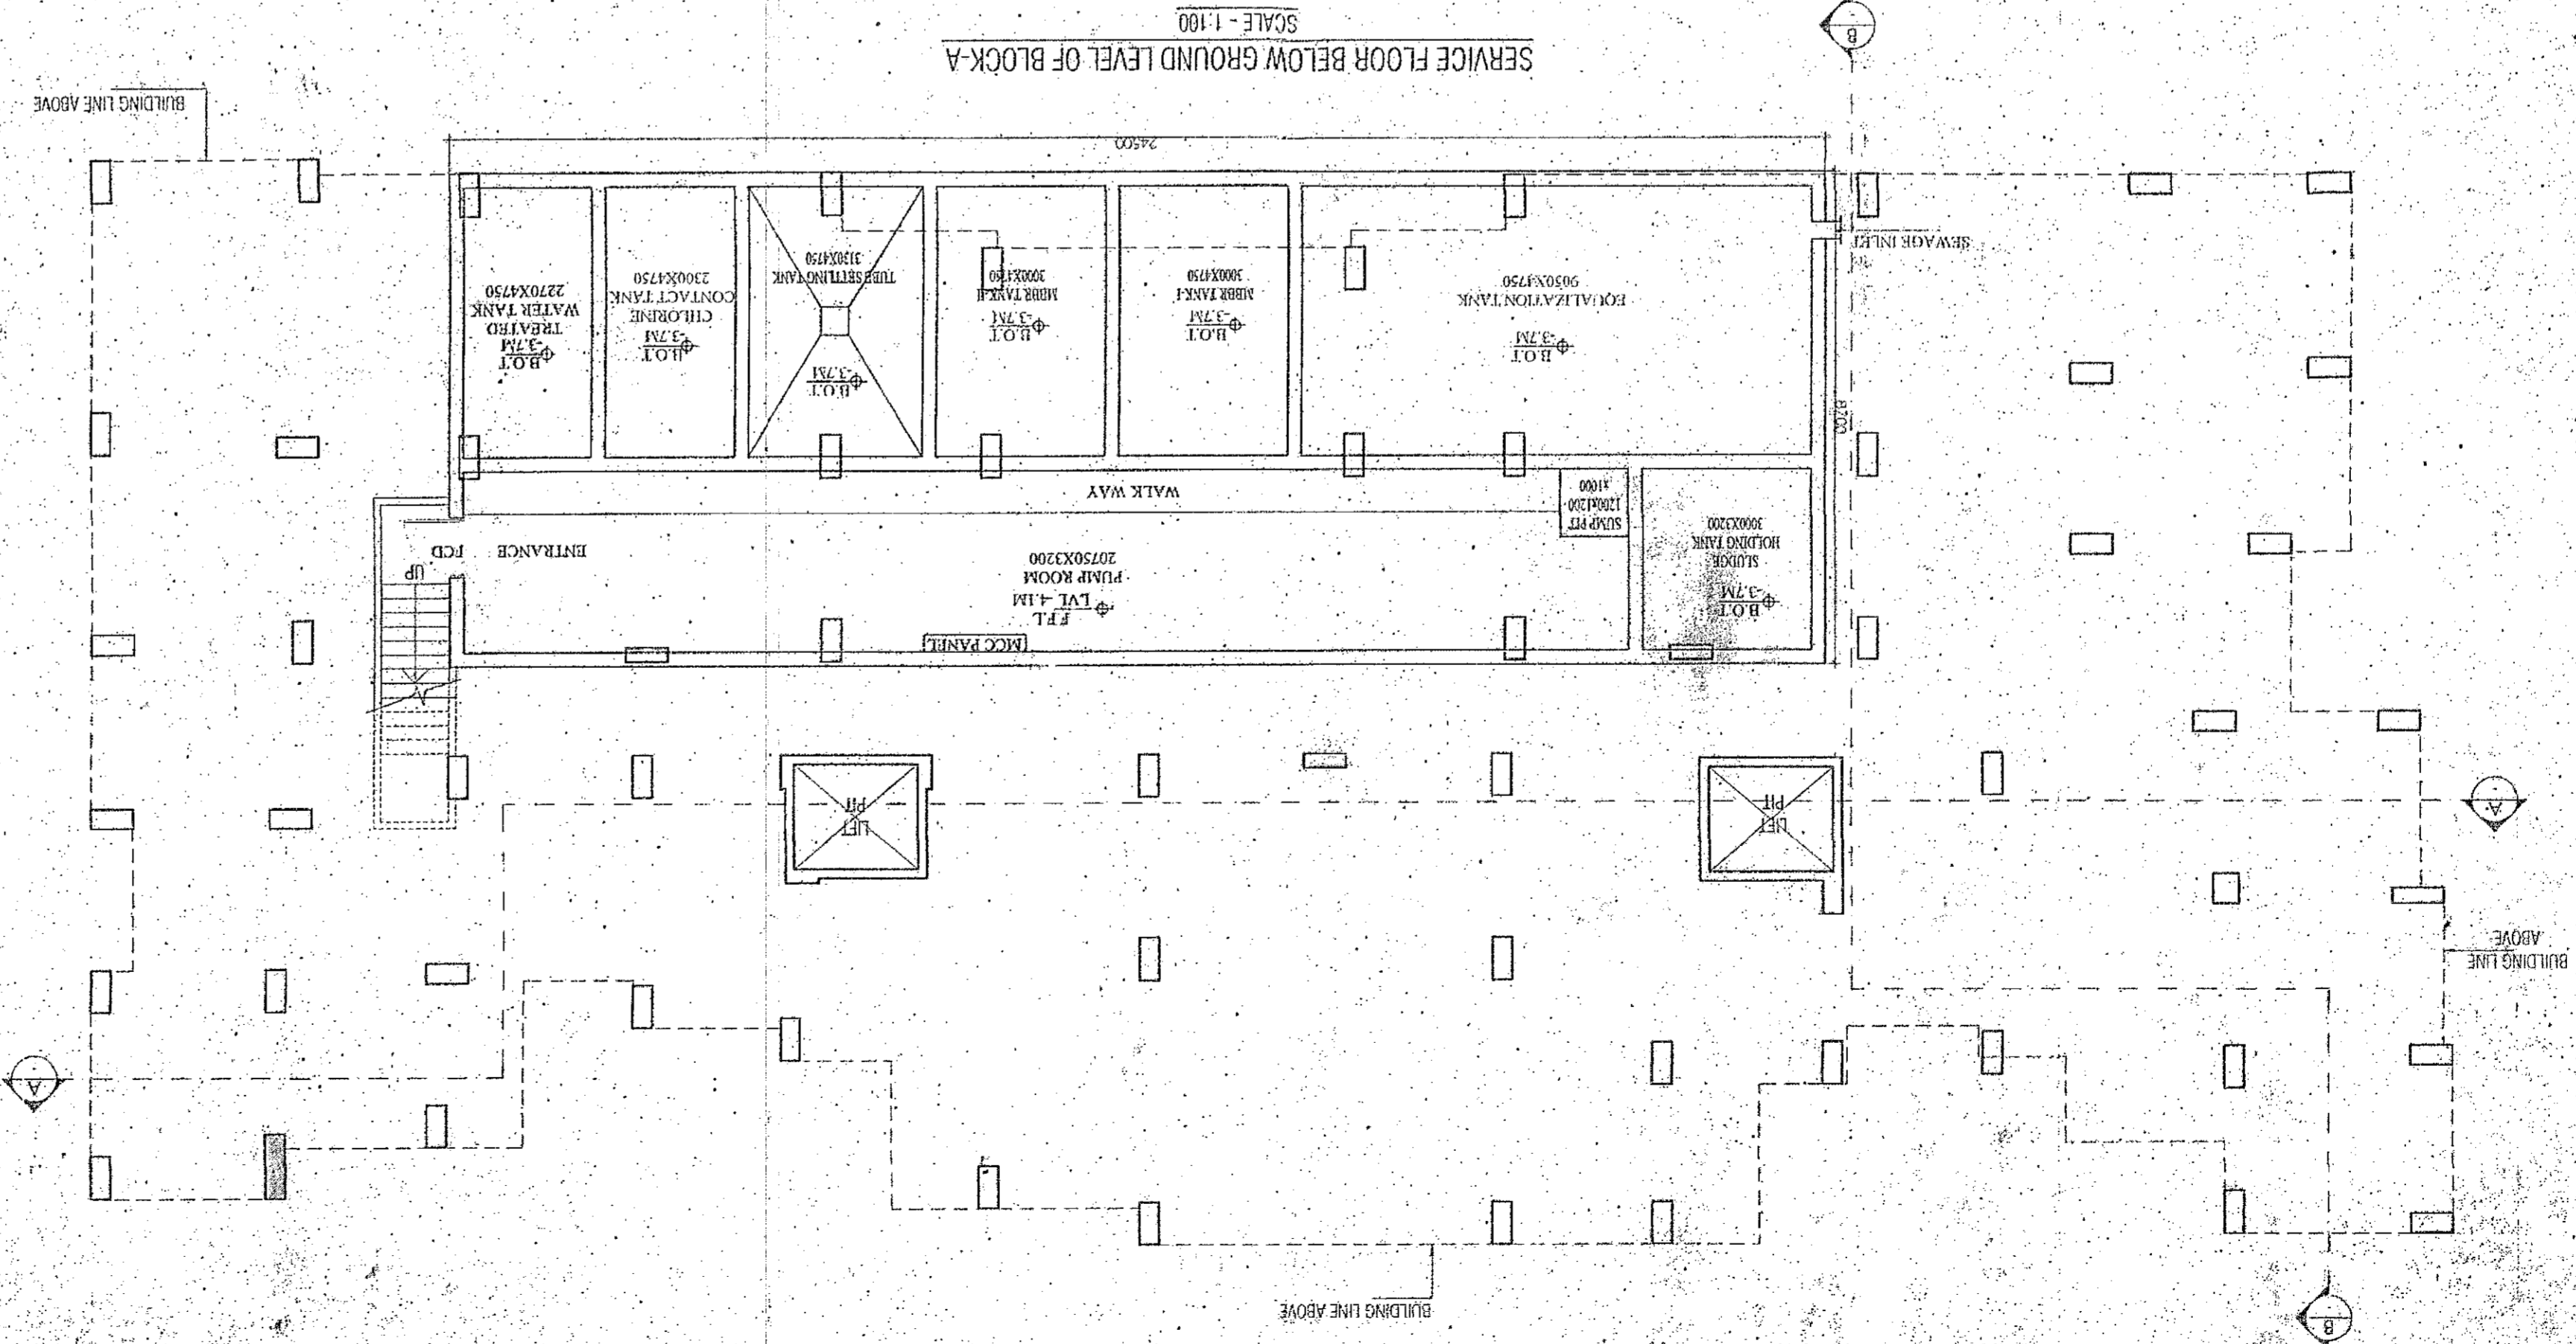 B
BUILDING LINE ABOVE
A
BUILDING LINE
ABOVE
A
LIFT
PIT
LIFT
PIT
MCC PANEL
B.O.T
-3.7M
SLUDGE
HOLDING TANK
3000X3200
F.F.L
LVL -4.1M
PUMP ROOM
20750X3200
UP
ENTRANCE
FCD
SUMP PIT
1200x1200
x1000
WALK WAY
8700
B.O.T
-3.7M
EQUALIZATION TANK
9050X4750
B.O.T
-3.7M
MBBR TANK-I
3000X4750
B.O.T
-3.7M
MBBR TANK-II
3000X4750
B.O.T
-3.7M
TUBE SETTLING TANK
3130X4750
B.O.T
-3.7M
CHLORINE
CONTACT TANK
2300X4750
B.O.T
-3.7M
TREATED
WATER TANK
2270X4750
SEWAGE INLET
24500
BUILDING LINE ABOVE
SERVICE FLOOR BELOW GROUND LEVEL OF BLOCK-A
SCALE - 1:100
B